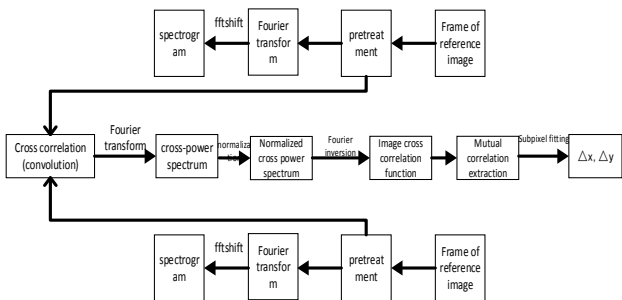 fftshift
spectrogr
am
Fourier
transfor
m
pretreat
ment
Frame of
reference
image
Cross correlation
(convolution)
Fourier
transform
cross-power
spectrum
normaliza
tion
Normalized
cross power
spectrum
Fourier
inversion
Image cross
correlation
function
Mutual
correlation
extraction
Subpixel fitting
△x, △y
fftshift
spectrogr
am
Fourier
transfor
m
pretreat
ment
Frame of
reference
image